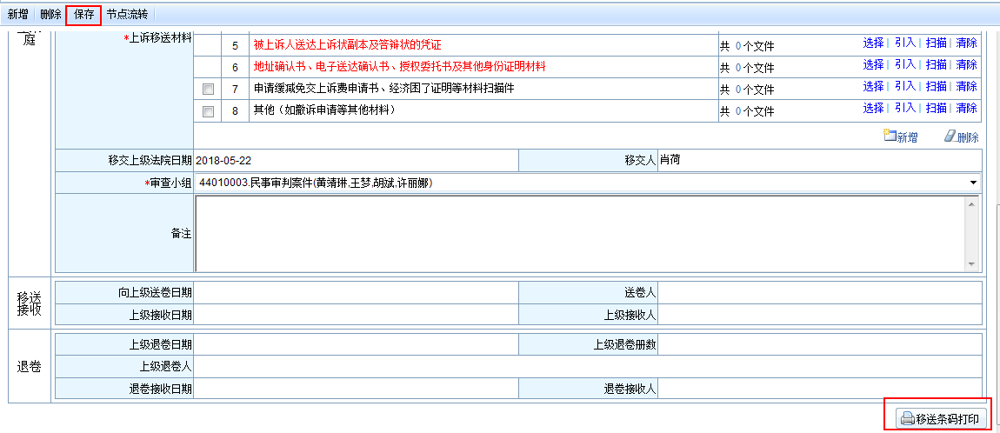 新增 删除 保存 节点流转
庭
*上诉移送材料
5 被上诉人送达上诉状副本及答辩状的凭证 共 0个文件 选择| 引入| 扫描| 清除
6 地址确认书、电子送达确认书、授权委托书及其他身份证明材料 共 0个文件 选择| 引入| 扫描| 清除
7 申请缓减免交上诉费申请书、经济困了证明等材料扫描件 共 0个文件 选择| 引入| 扫描| 清除
8 其他（如撤诉申请等其他材料） 共 0个文件 选择| 引入| 扫描| 清除
新增 删除
移交上级法院日期 2018-05-22 移交人 肖荷
*审查小组 44010003.民事审判案件(黄靖琳,王梦,胡斌,许丽娜)
备注
移送
接收
向上级送卷日期 送卷人
上级接收日期 上级接收人
退卷
上级退卷日期 上级退卷册数
上级退卷人
退卷接收日期 退卷接收人
移送条码打印